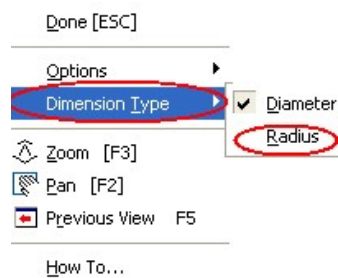 Done [ESC]
Options
Dimension Type
Diameter
Radius
Zoom [F3]
Pan [F2]
Previous View F5
How To...